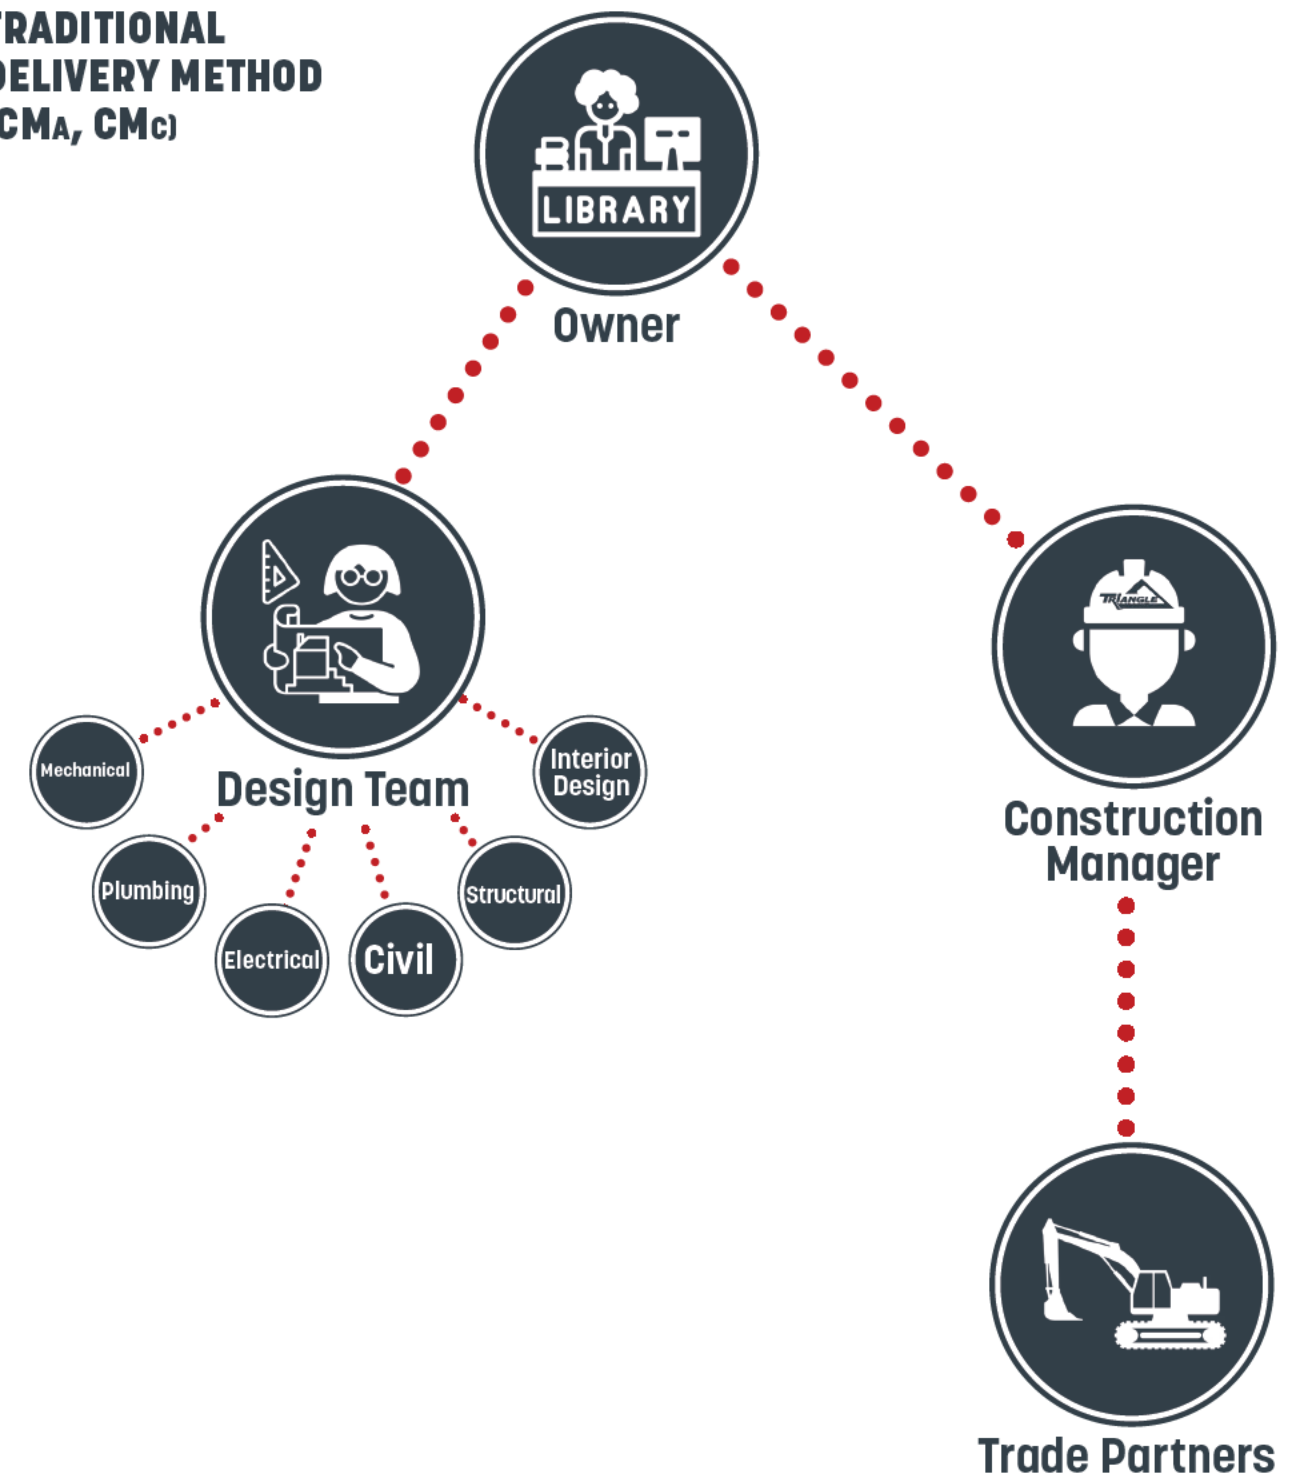 TRADITIONAL
DELIVERY METHOD
(CMA, CMC)
LIBRARY
Owner
TRIANGLE
Mechanical
Interior
Design
Design Team
Construction
Manager
Plumbing
Structural
Electrical
Civil
Trade Partners